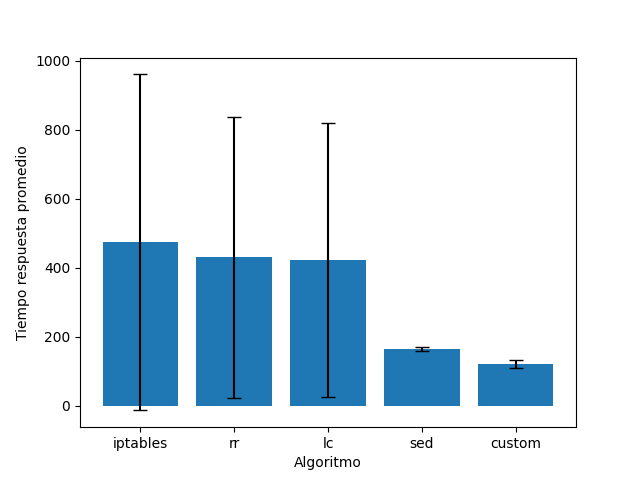 1000
800
600
400
200
0
Tiempo respuesta promedio
iptables rr lc sed custom
Algoritmo